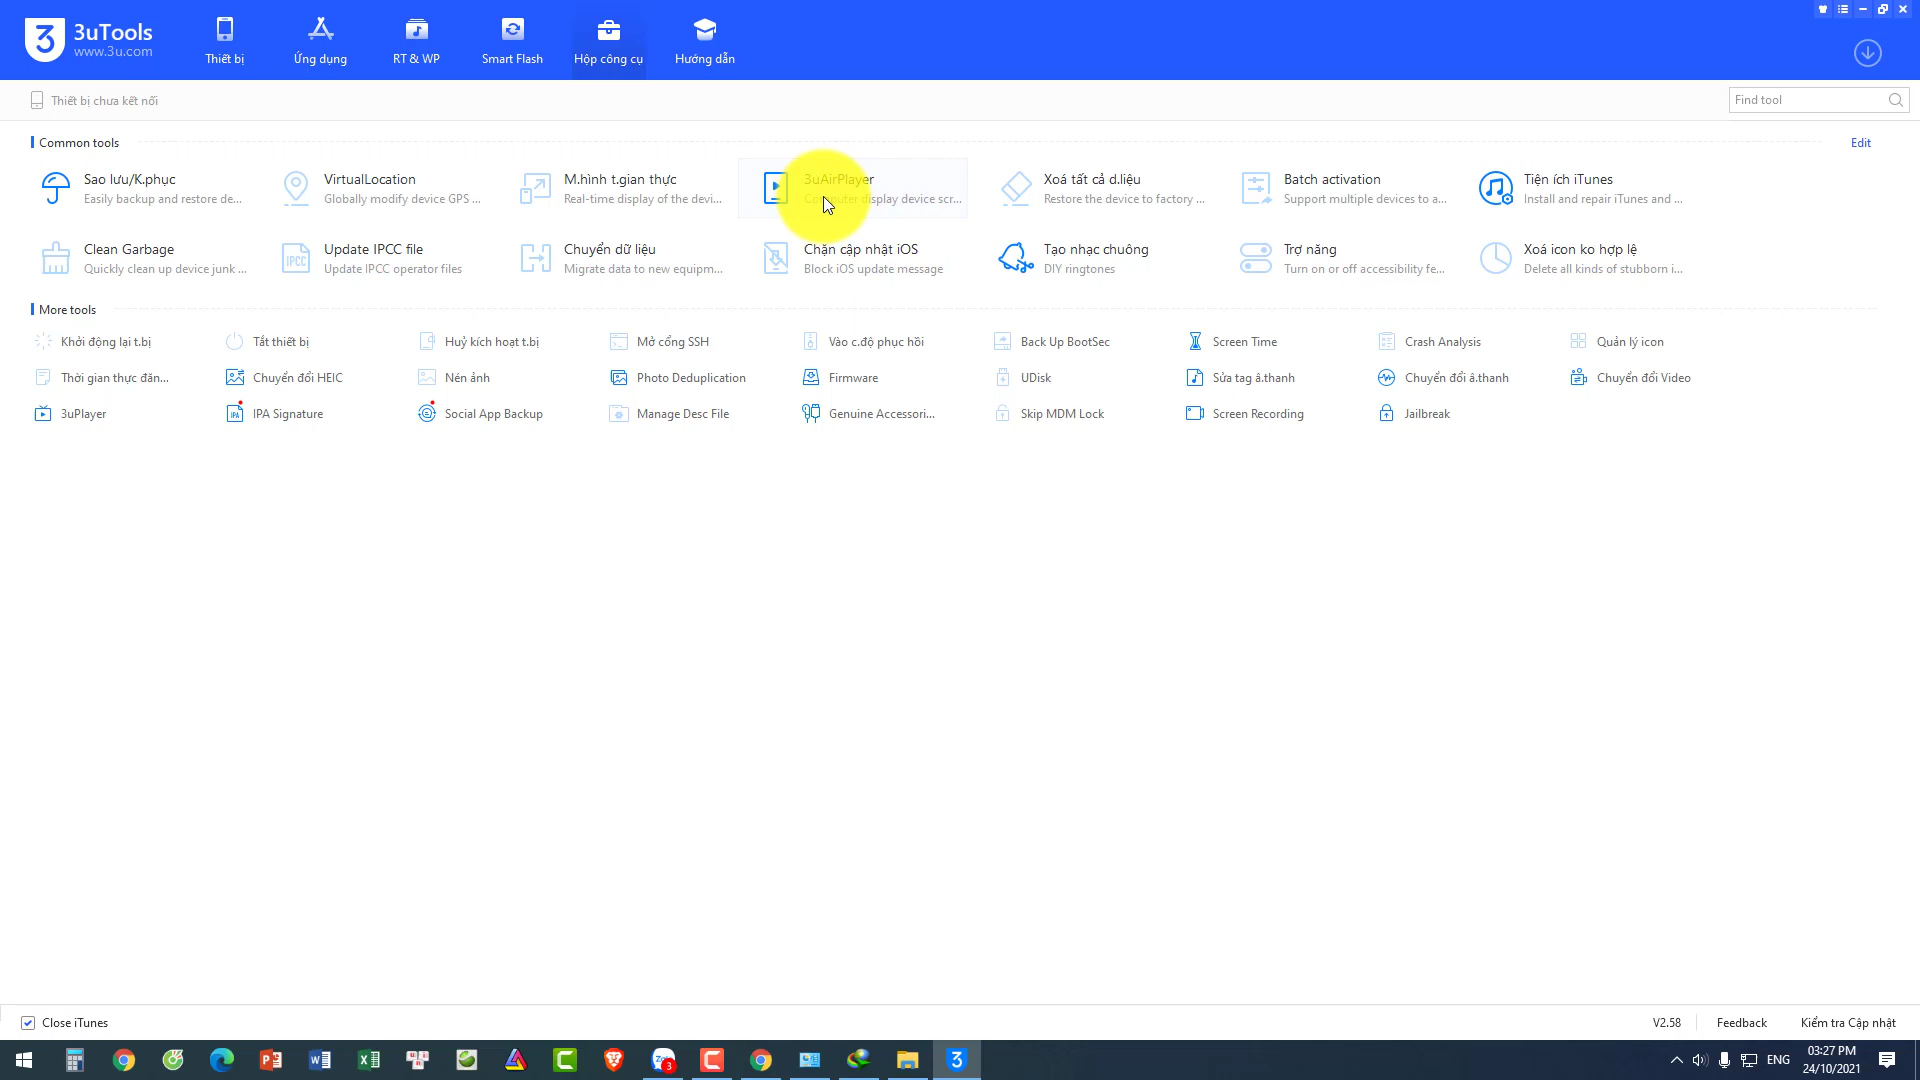 3uTools
www.3u.com
Thiết bị
Ứng dụng
RT & WP
Smart Flash
Hộp công cụ
Hướng dẫn
Thiết bị chưa kết nối
Find tool
Common tools
Edit
Sao lưu/K.phục
Easily backup and restore de...
VirtualLocation
Globally modify device GPS ...
M.hình t.gian thực
Real-time display of the devi...
3uAirPlayer
Computer display device scr...
Xoá tất cả d.liệu
Restore the device to factory ...
Batch activation
Support multiple devices to a...
Tiện ích iTunes
Install and repair iTunes and ...
Clean Garbage
Quickly clean up device junk ...
Update IPCC file
Update IPCC operator files
IPCC
Chuyển dữ liệu
Migrate data to new equipm...
Chặn cập nhật iOS
Block iOS update message
Tạo nhạc chuông
DIY ringtones
Trợ năng
Turn on or off accessibility fe...
Xoá icon ko hợp lệ
Delete all kinds of stubborn i...
More tools
Khởi động lại t.bị
Tắt thiết bị
Huỷ kích hoạt t.bị
Mở cổng SSH
Vào c.độ phục hồi
Back Up BootSec
Screen Time
Crash Analysis
Quản lý icon
Thời gian thực đăn...
Chuyển đổi HEIC
Nén ảnh
Photo Deduplication
Firmware
UDisk
Sửa tag â.thanh
Chuyển đổi â.thanh
Chuyển đổi Video
3uPlayer
IPA Signature
Social App Backup
Manage Desc File
Genuine Accessori...
Skip MDM Lock
Screen Recording
Jailbreak
Close iTunes
V2.58
Feedback
Kiểm tra Cập nhật
ENG
03:27 PM
24/10/2021